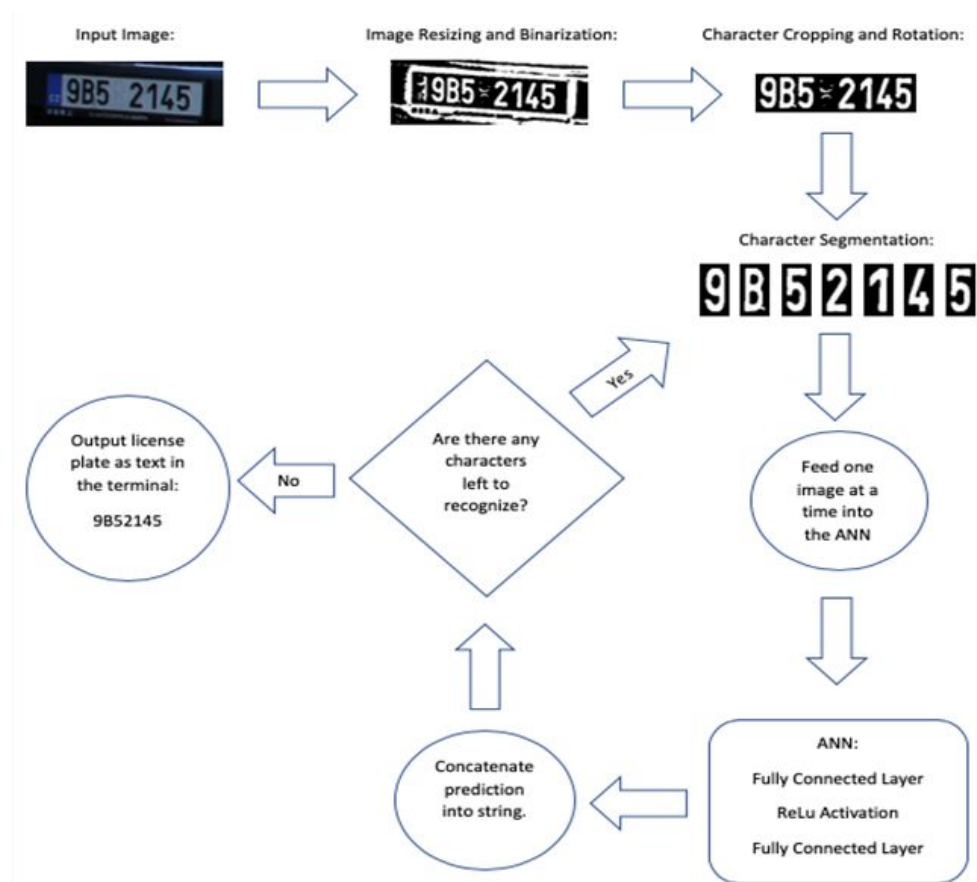 Input Image:
Image Resizing and Binarization:
Character Cropping and Rotation:
9B5 2145
9B5 2145
9B5 2145
Character Segmentation:
9 B 5 2 1 4 5
Yes
Output license
plate as text in
the terminal:
9B52145
No
Are there any
characters
left to
recognize?
Feed one
image at a
time into
the ANN
Concatenate
prediction
into string.
ANN:
Fully Connected Layer
ReLu Activation
Fully Connected Layer